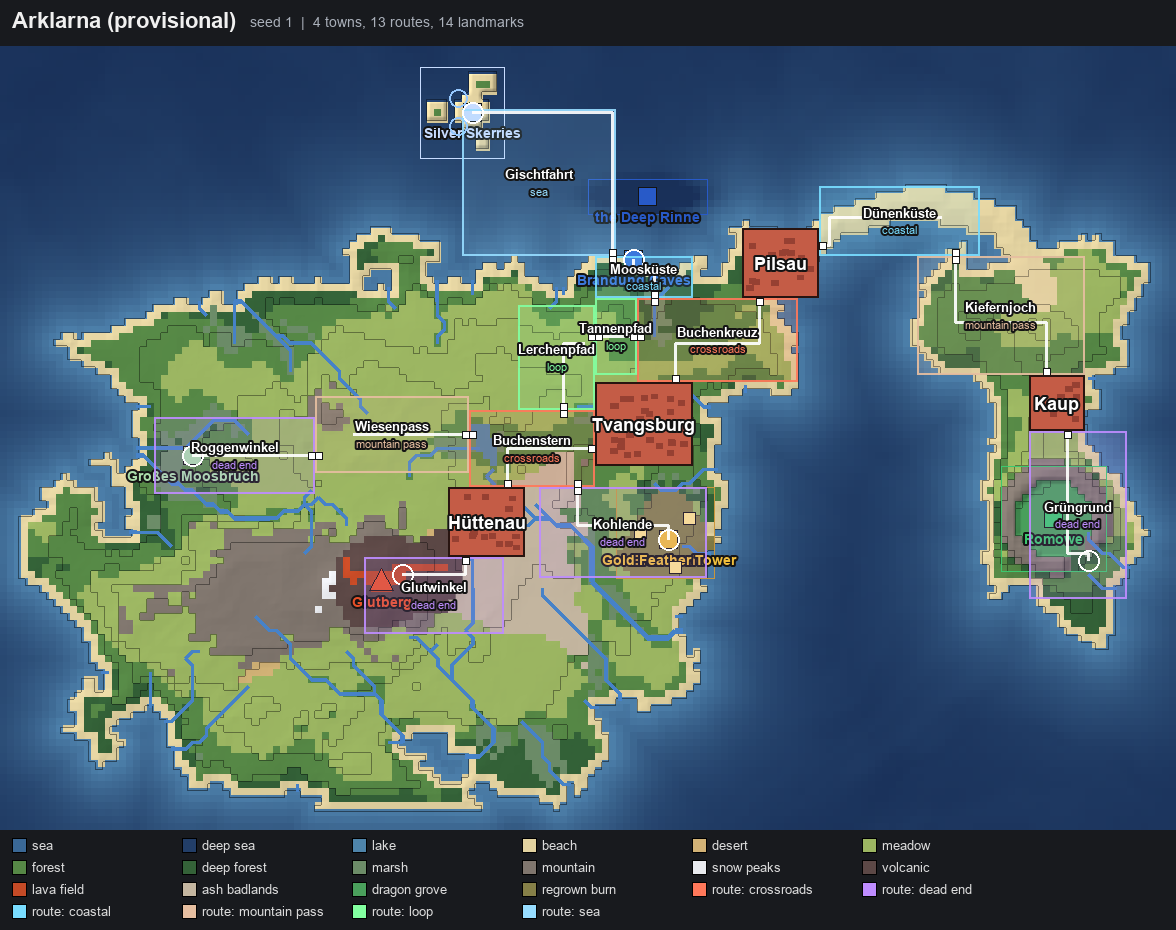 Arklarna (provisional) seed 1 | 4 towns, 13 routes, 14 landmarks
Silver Skerries
Gischtfahrt
sea
the Deep Rinne
Dünenküste
coastal
Pilsau
Moosküste
coastal
Kiefernjoch
mountain pass
Tannenpfad
loop
Buchenkreuz
crossroads
Lerchenpfad
loop
Kaup
Tvangsburg
Wiesenpass
mountain pass
Buchenstern
crossroads
Roggenwinkel
dead end
Großes Moosbruch
Grüngrund
dead end
Romowe
Hüttenau
Kohlende
dead end
Gold-Feather Tower
Glutwinkel
dead end
Glutberg
sea deep sea lake beach desert meadow
forest deep forest marsh mountain snow peaks volcanic
lava field ash badlands dragon grove regrown burn route: crossroads route: dead end
route: coastal route: mountain pass route: loop route: sea